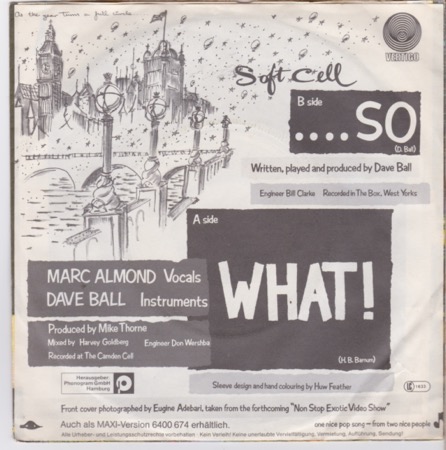 As the year turns a full circle...
VERTIGO
Soft Cell
B side
....SO
(D. Ball)
Written, played and produced by Dave Ball
Engineer Bill Clarke Recorded in The Box, West Yorks
A side
WHAT!
(H.B. Barnum)
MARC ALMOND Vocals
DAVE BALL Instruments
Produced by Mike Thorne
Mixed by Harvey Goldberg Engineer Don Wershba
Recorded at The Camden Cell
Herausgeber:
Phonogram GmbH
Hamburg
Sleeve design and hand colouring by Huw Feather
Front cover photographed by Eugine Adebari, taken from the forthcoming "Non Stop Exotic Video Show"
Auch als MAXI-Version 6400 674 erhältlich.
one nice pop song - from two nice people
Alle Urheber- und Leistungsschutzrechte vorbehalten · Kein Verleih! Keine unerlaubte Vervielfältigung, Vermietung, Aufführung, Sendung!